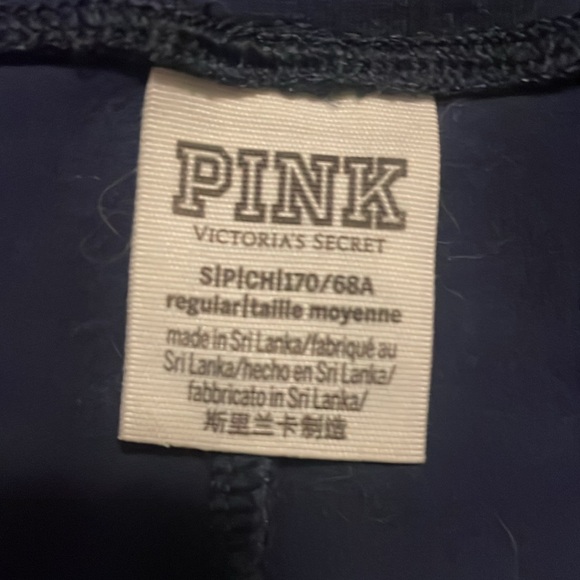 PINK
VICTORIA'S SECRET
S|P|CH|170/68A
regular|taille moyenne
made in Sri Lanka/fabriqué au
Sri Lanka/hecho en Sri Lanka/
fabbricato in Sri Lanka/
斯里兰卡制造